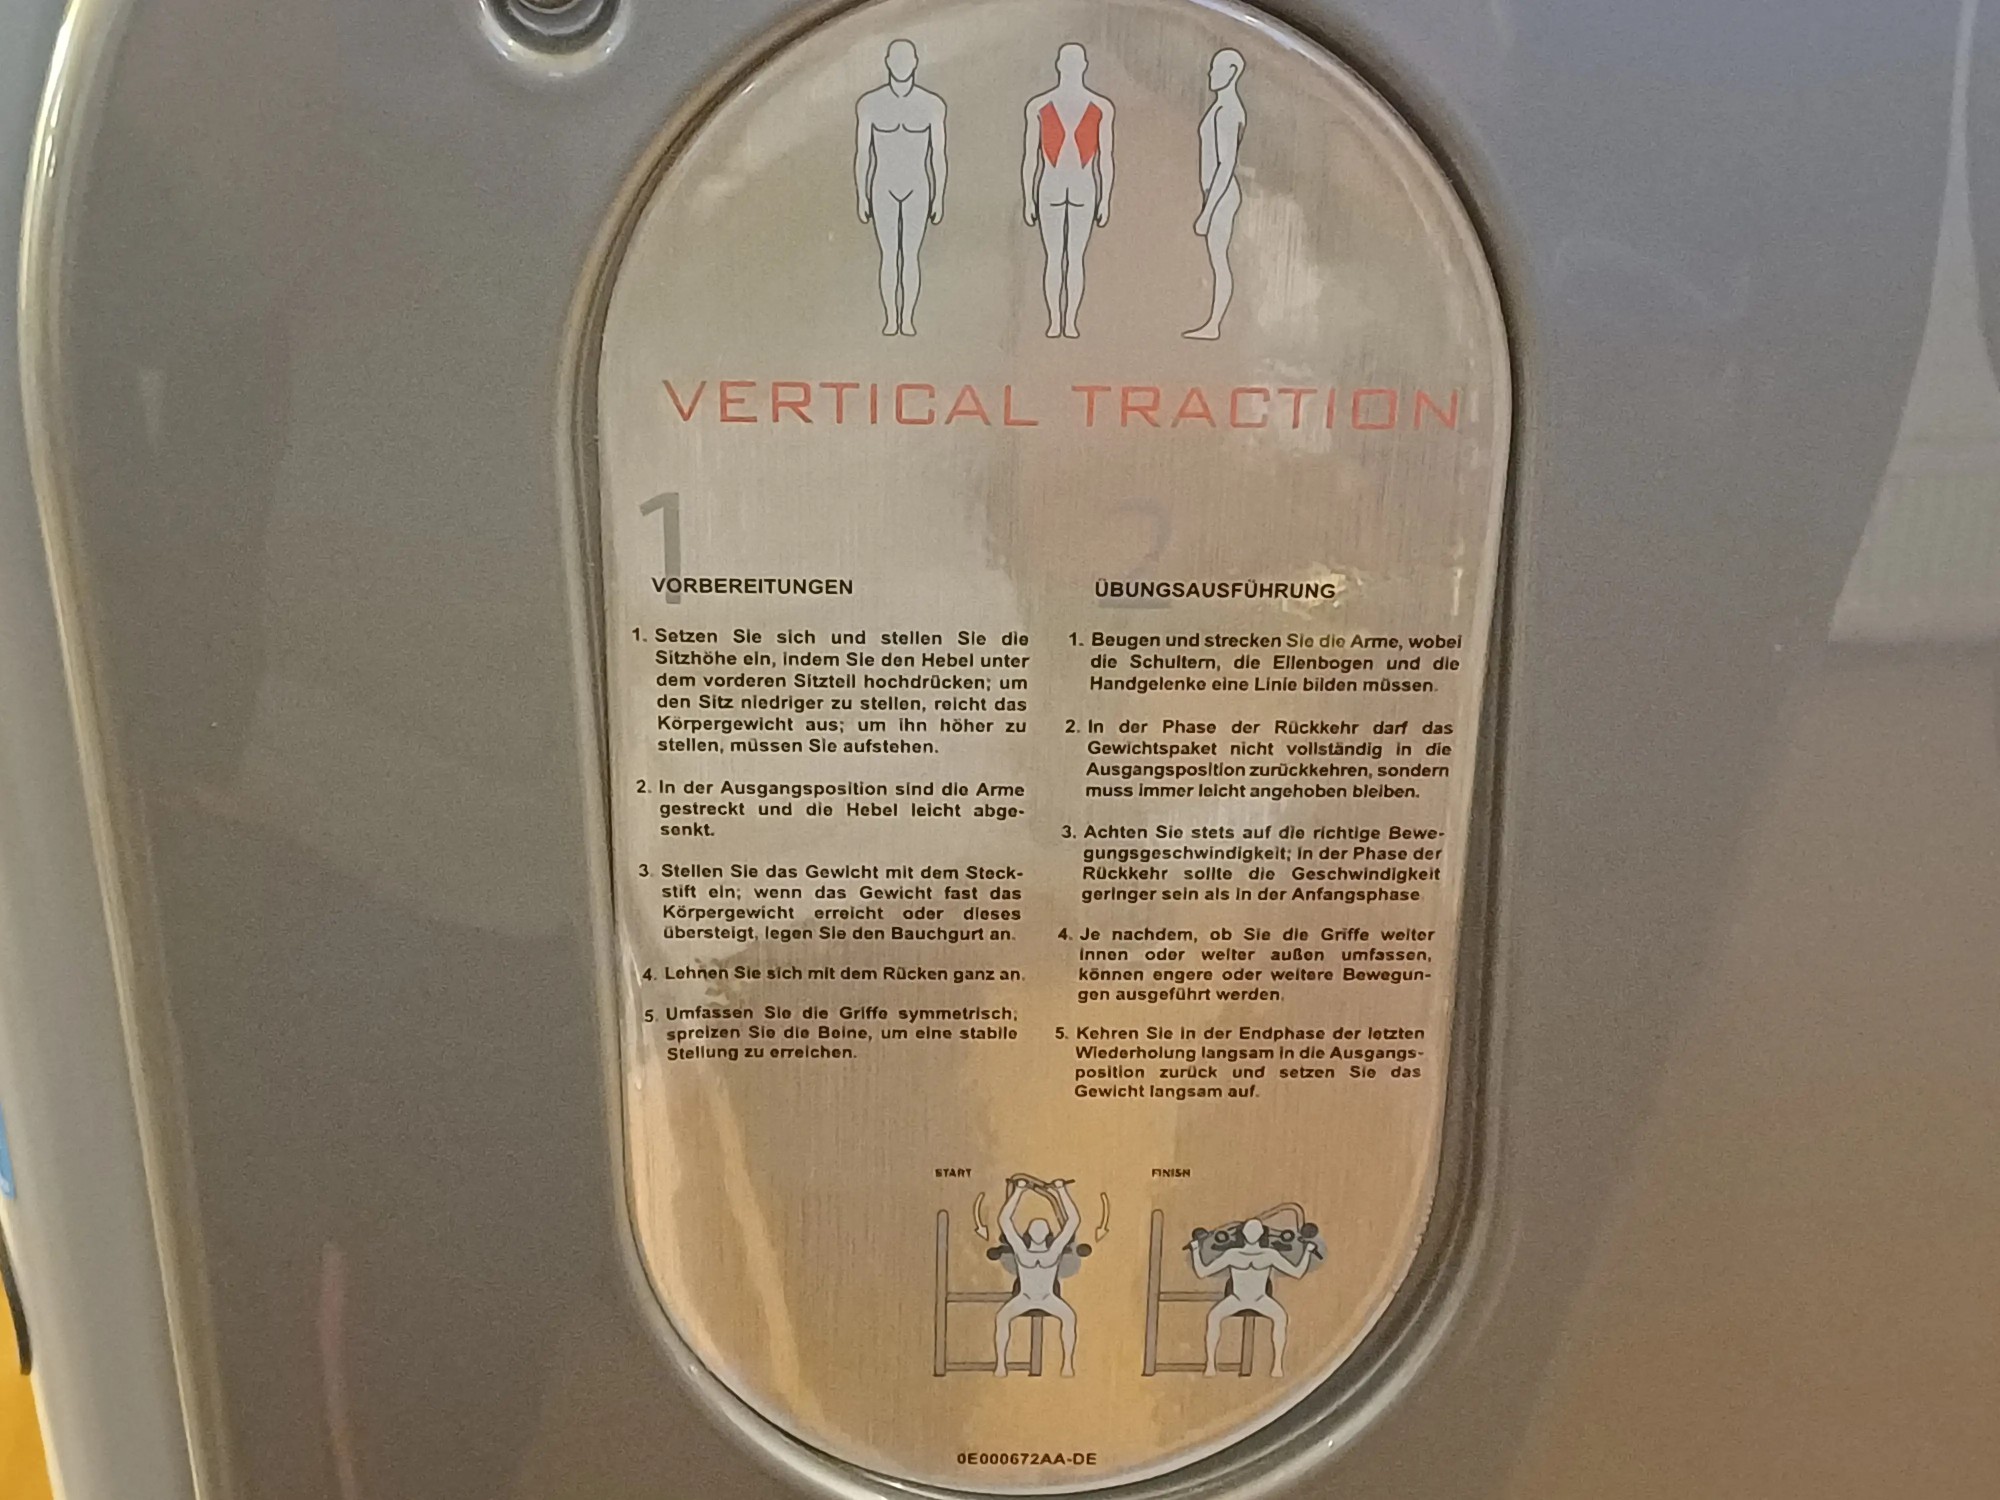 VERTICAL TRACTION
1
VORBEREITUNGEN
1. Setzen Sie sich und stellen Sie die
Sitzhöhe ein, indem Sie den Hebel unter
dem vorderen Sitzteil hochdrücken; um
den Sitz niedriger zu stellen, reicht das
Körpergewicht aus; um ihn höher zu
stellen, müssen Sie aufstehen.
2. In der Ausgangsposition sind die Arme
gestreckt und die Hebel leicht abge-
senkt.
3. Stellen Sie das Gewicht mit dem Steck-
stift ein; wenn das Gewicht fast das
Körpergewicht erreicht oder dieses
übersteigt, legen Sie den Bauchgurt an.
4. Lehnen Sie sich mit dem Rücken ganz an.
5. Umfassen Sie die Griffe symmetrisch;
spreizen Sie die Beine, um eine stabile
Stellung zu erreichen.
2
ÜBUNGSAUSFÜHRUNG
1. Beugen und strecken Sie die Arme, wobei
die Schultern, die Ellenbogen und die
Handgelenke eine Linie bilden müssen.
2. In der Phase der Rückkehr darf das
Gewichtspaket nicht vollständig in die
Ausgangsposition zurückkehren, sondern
muss immer leicht angehoben bleiben.
3. Achten Sie stets auf die richtige Bewe-
gungsgeschwindigkeit; in der Phase der
Rückkehr sollte die Geschwindigkeit
geringer sein als in der Anfangsphase.
4. Je nachdem, ob Sie die Griffe weiter
innen oder weiter außen umfassen,
können engere oder weitere Bewegun-
gen ausgeführt werden.
5. Kehren Sie in der Endphase der letzten
Wiederholung langsam in die Ausgangs-
position zurück und setzen Sie das
Gewicht langsam auf.
START
FINISH
0E000672AA-DE